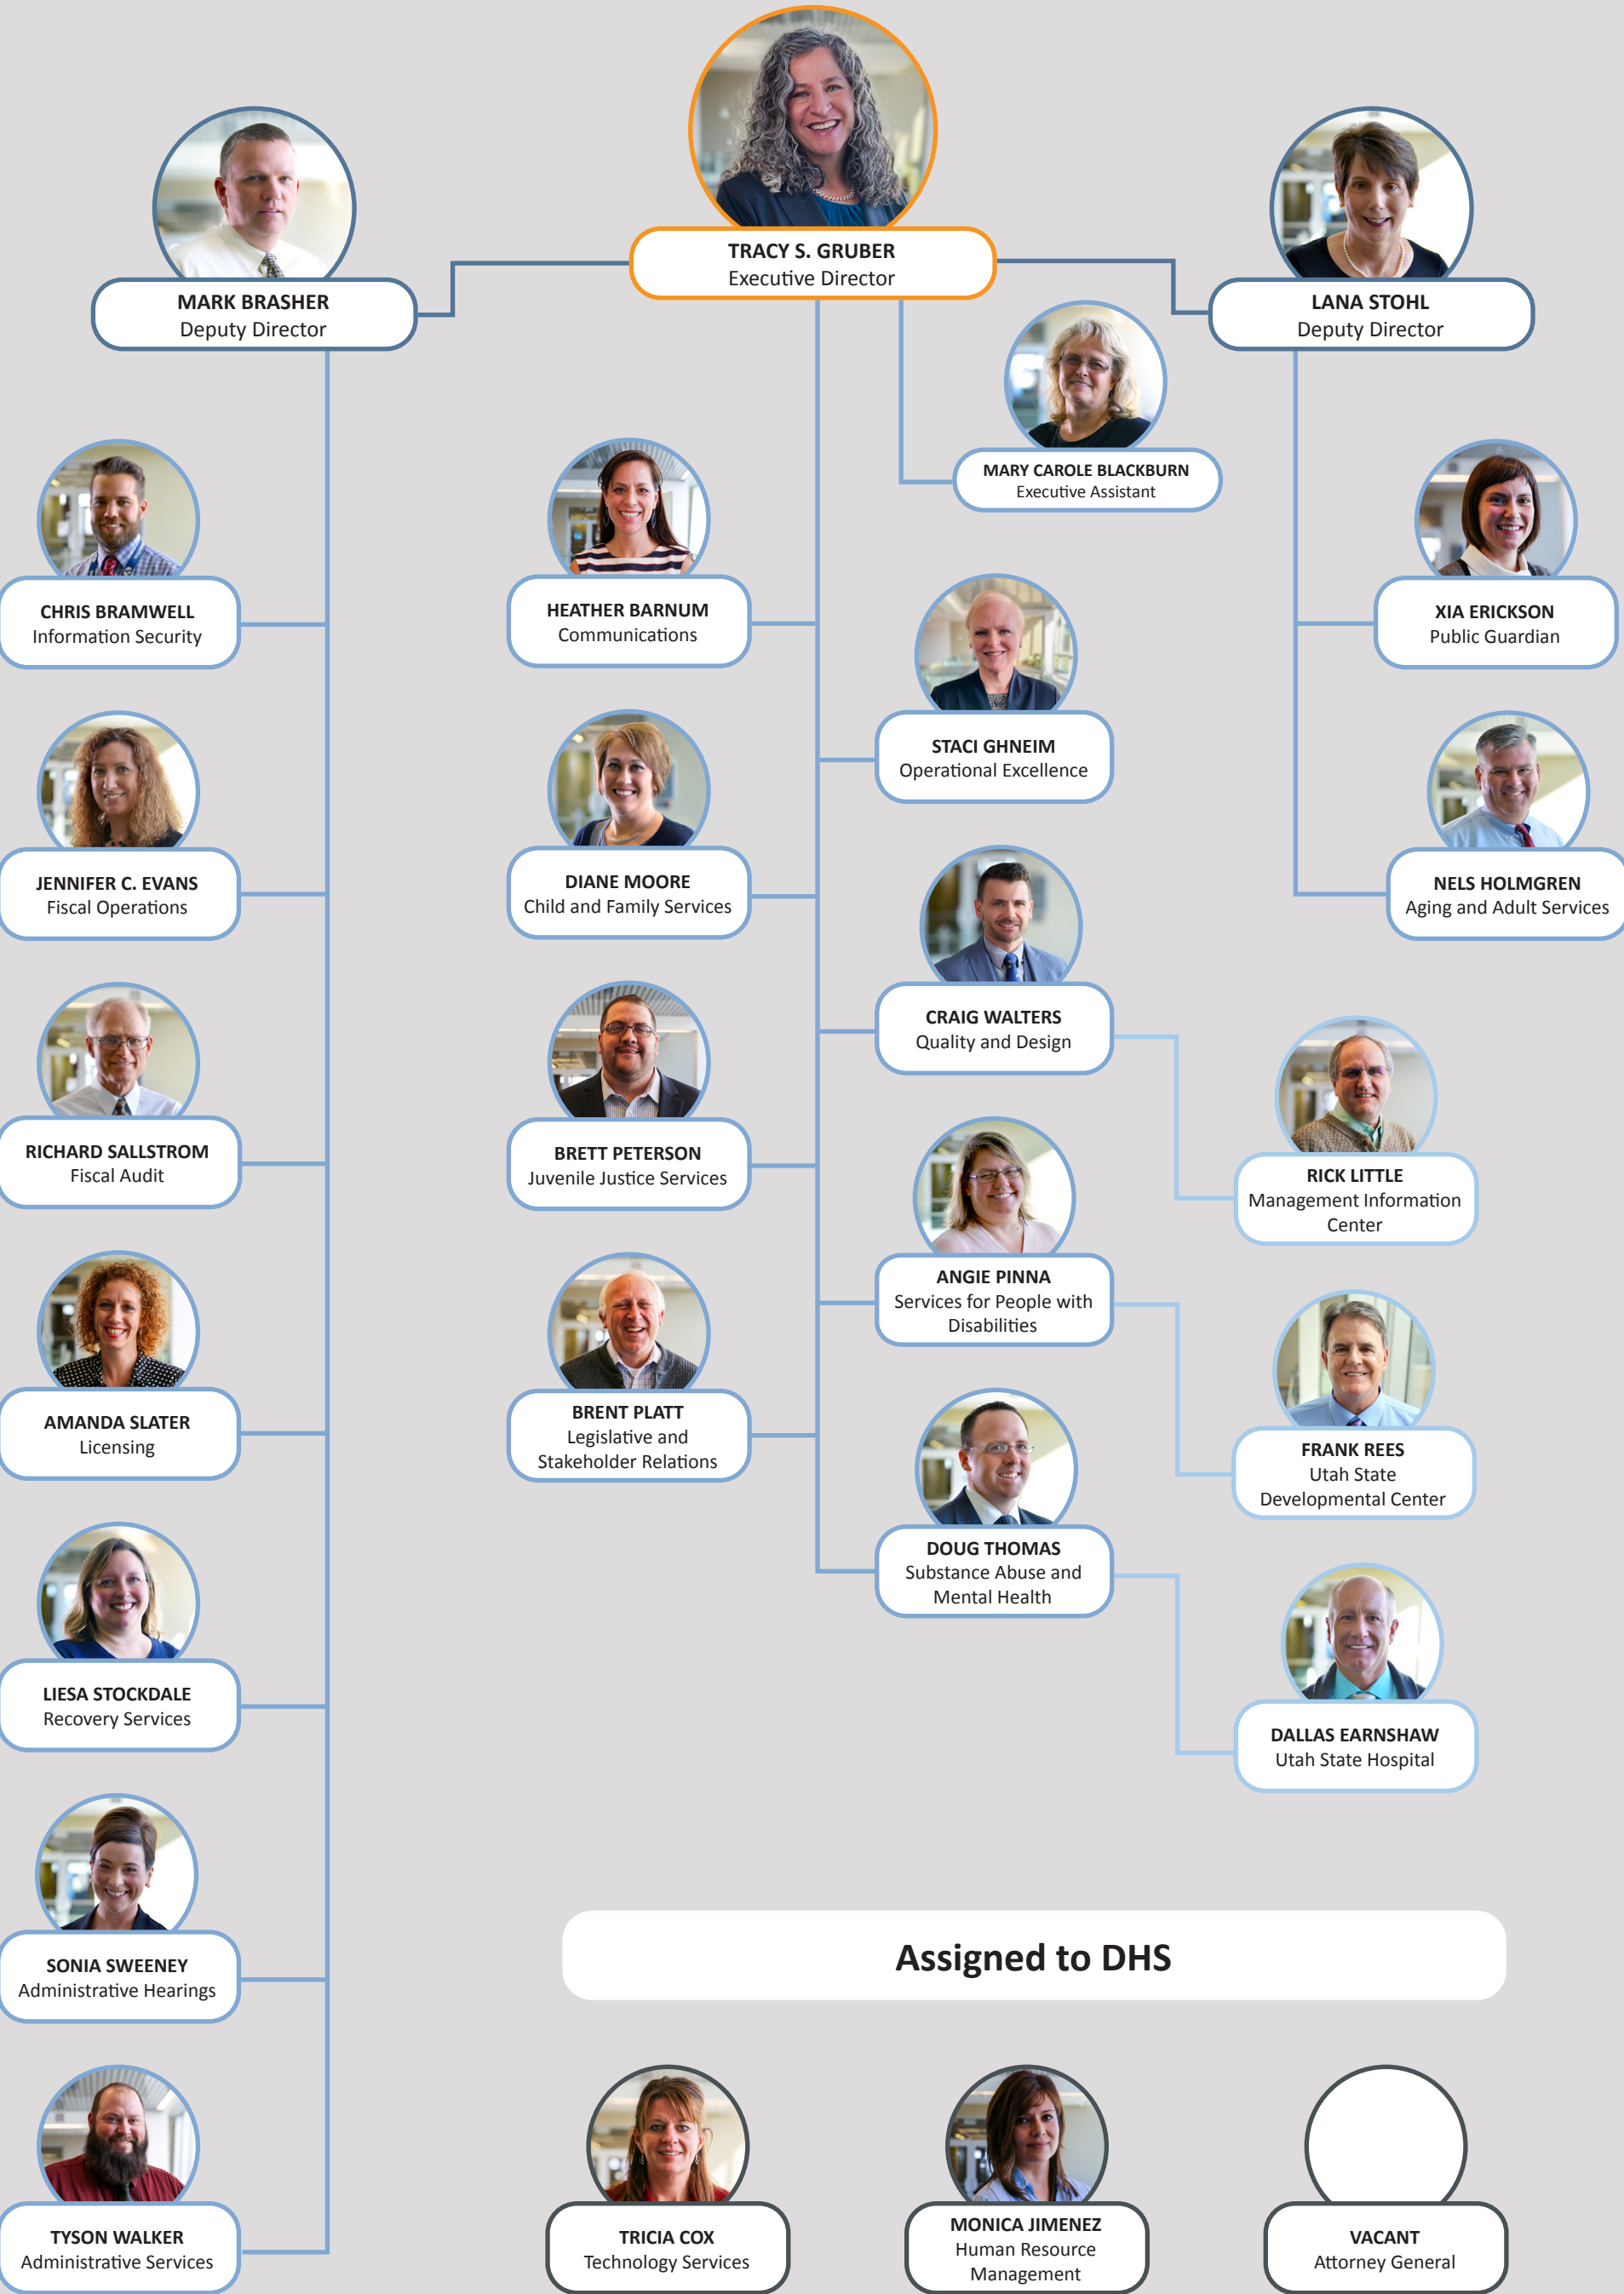 TRACY S. GRUBER
Executive Director
MARK BRASHER
Deputy Director
LANA STOHL
Deputy Director
MARY CAROLE BLACKBURN
Executive Assistant
CHRIS BRAMWELL
Information Security
HEATHER BARNUM
Communications
XIA ERICKSON
Public Guardian
STACI GHNEIM
Operational Excellence
JENNIFER C. EVANS
Fiscal Operations
DIANE MOORE
Child and Family Services
NELS HOLMGREN
Aging and Adult Services
CRAIG WALTERS
Quality and Design
RICHARD SALLSTROM
Fiscal Audit
BRETT PETERSON
Juvenile Justice Services
RICK LITTLE
Management Information
Center
ANGIE PINNA
Services for People with
Disabilities
AMANDA SLATER
Licensing
BRENT PLATT
Legislative and
Stakeholder Relations
FRANK REES
Utah State
Developmental Center
DOUG THOMAS
Substance Abuse and
Mental Health
LIESA STOCKDALE
Recovery Services
DALLAS EARNSHAW
Utah State Hospital
SONIA SWEENEY
Administrative Hearings
Assigned to DHS
TYSON WALKER
Administrative Services
TRICIA COX
Technology Services
MONICA JIMENEZ
Human Resource
Management
VACANT
Attorney General